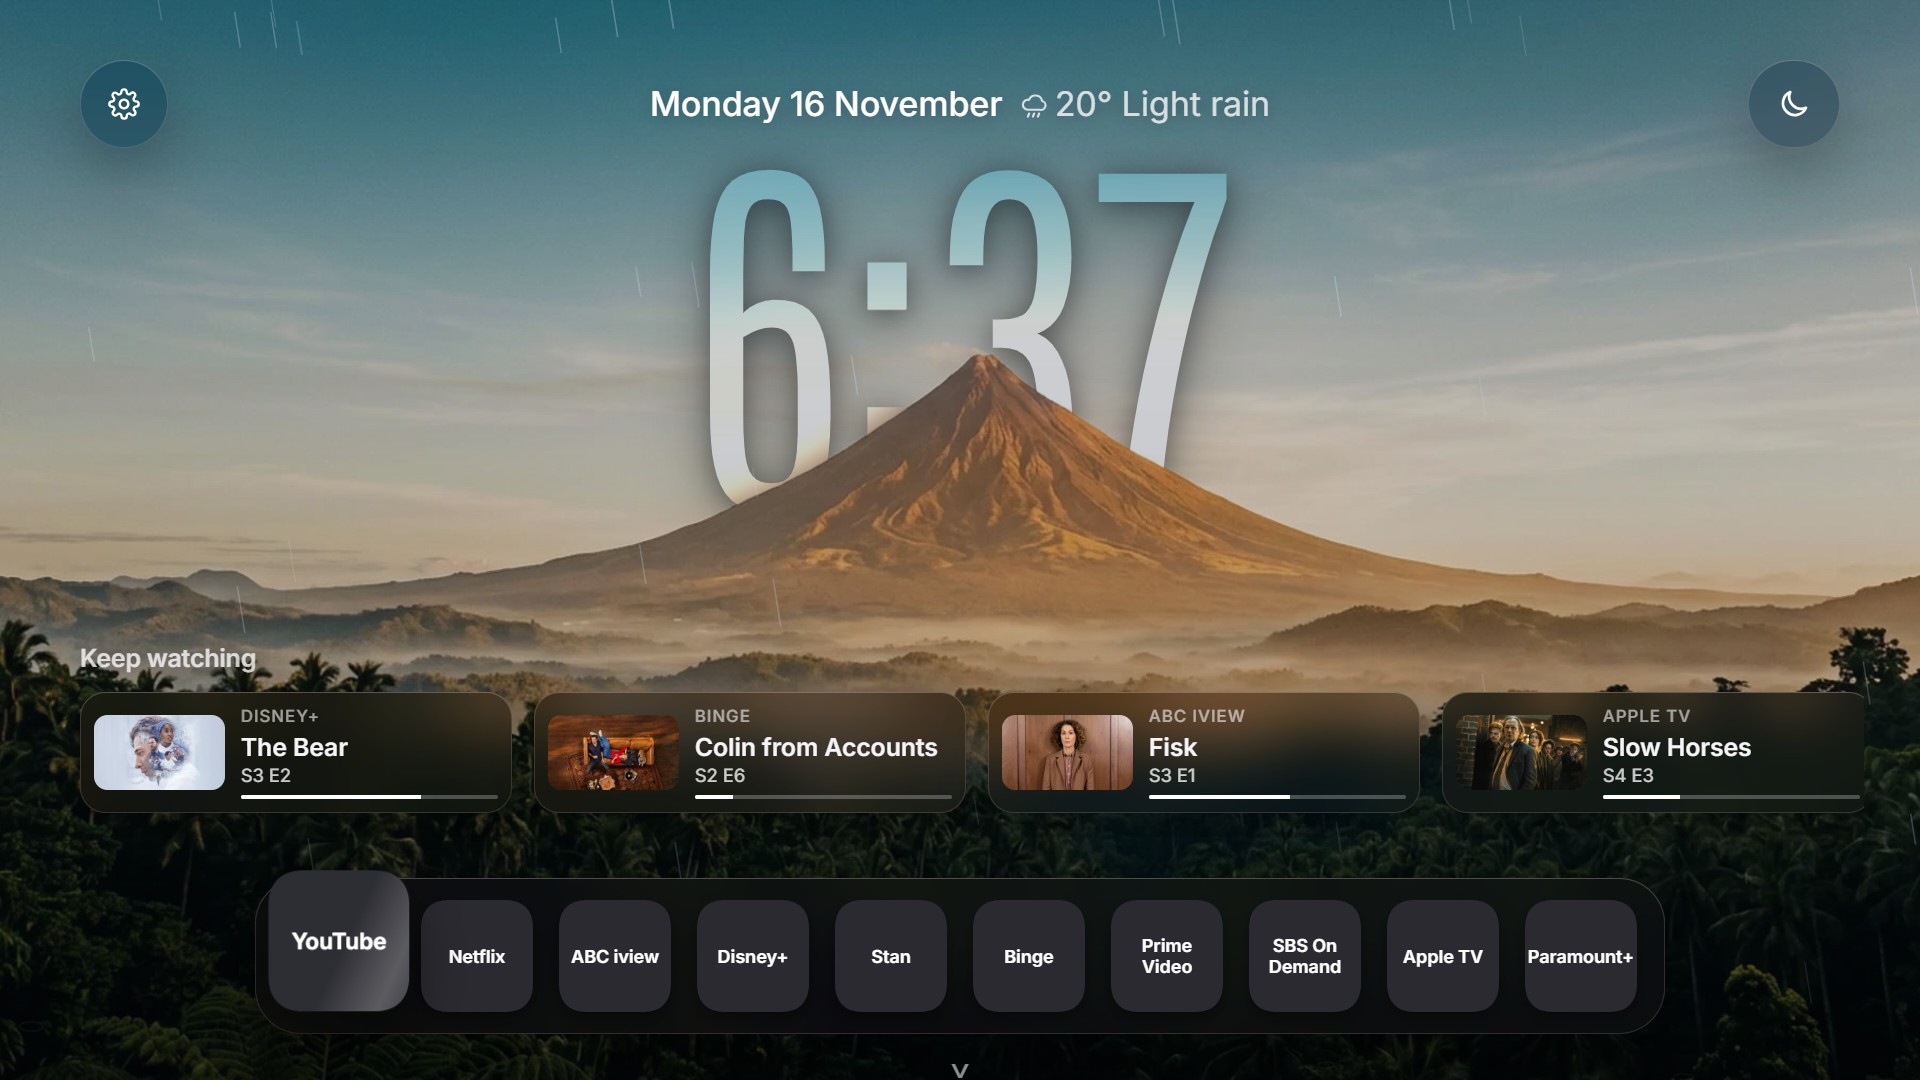 Monday 16 November 20° Light rain
6:37
Keep watching
DISNEY+
The Bear
S3 E2
BINGE
Colin from Accounts
S2 E6
ABC IVIEW
Fisk
S3 E1
APPLE TV
Slow Horses
S4 E3
YouTube
Netflix
ABC iview
Disney+
Stan
Binge
Prime
Video
SBS On
Demand
Apple TV
Paramount+